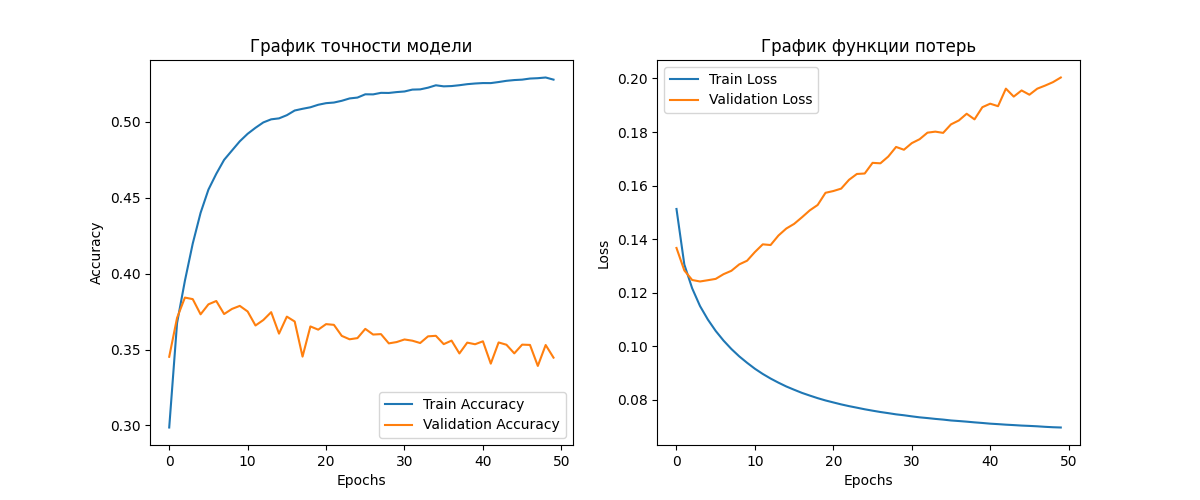 График точности модели
Accuracy
0.50
0.45
0.40
0.35
0.30
Train Accuracy
Validation Accuracy
0 10 20 30 40 50
Epochs
График функции потерь
Loss
0.20
0.18
0.16
0.14
0.12
0.10
0.08
Train Loss
Validation Loss
0 10 20 30 40 50
Epochs